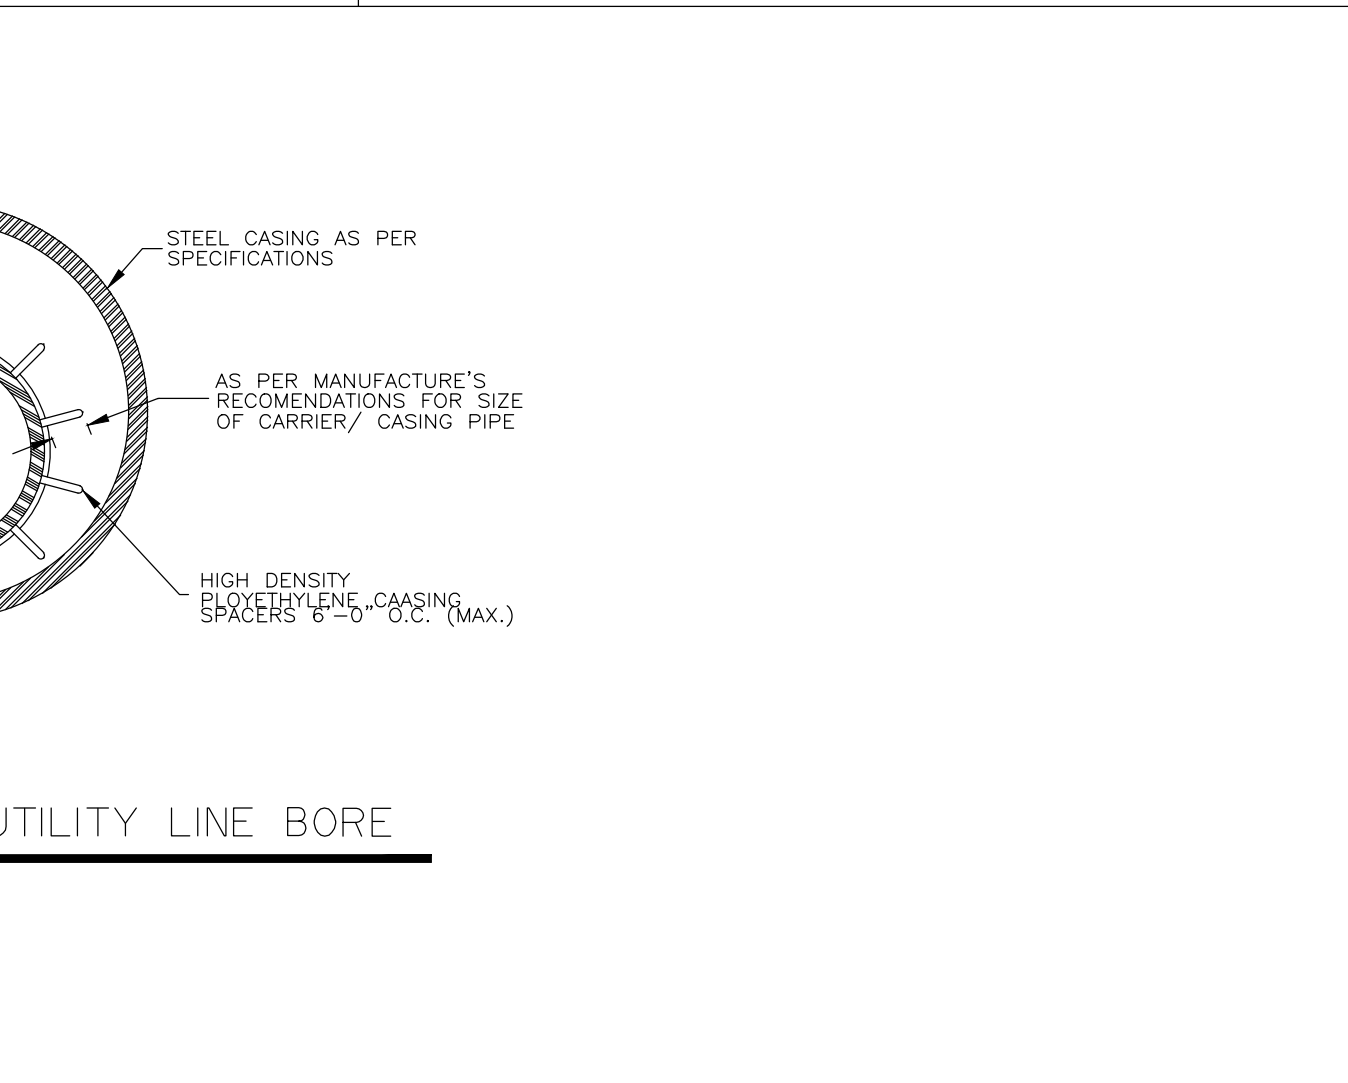 STEEL CASING AS PER
SPECIFICATIONS
AS PER MANUFACTURE'S
RECOMENDATIONS FOR SIZE
OF CARRIER/ CASING PIPE
HIGH DENSITY
PLOYETHYLENE CAASING
SPACERS 6'-0" O.C. (MAX.)
UTILITY LINE BORE